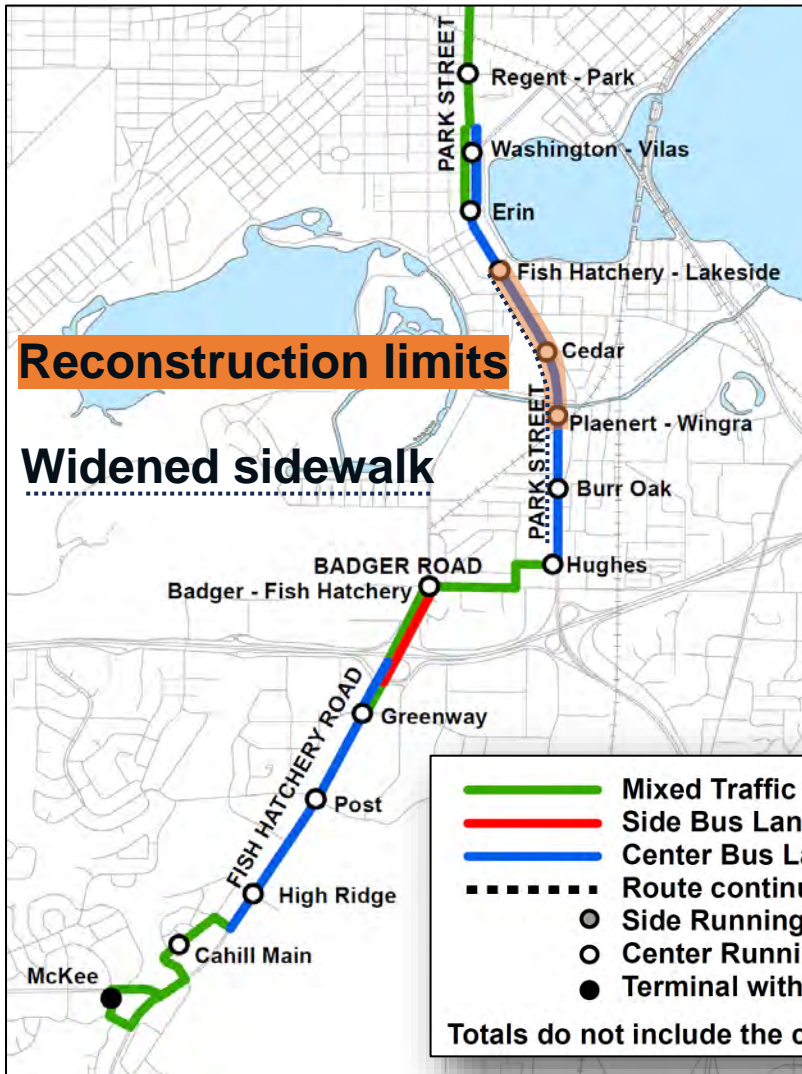 PARK STREET
Regent - Park
Washington - Vilas
Erin
Fish Hatchery - Lakeside
Reconstruction limits
Cedar
PARK STREET
Plaenert - Wingra
Widened sidewalk
Burr Oak
BADGER ROAD
Hughes
Badger - Fish Hatchery
FISH HATCHERY ROAD
Greenway
Post
High Ridge
Cahill Main
McKee
Mixed Traffic
Side Bus Lan
Center Bus La
Route continu
Side Running
Center Runni
Terminal with
Totals do not include the c